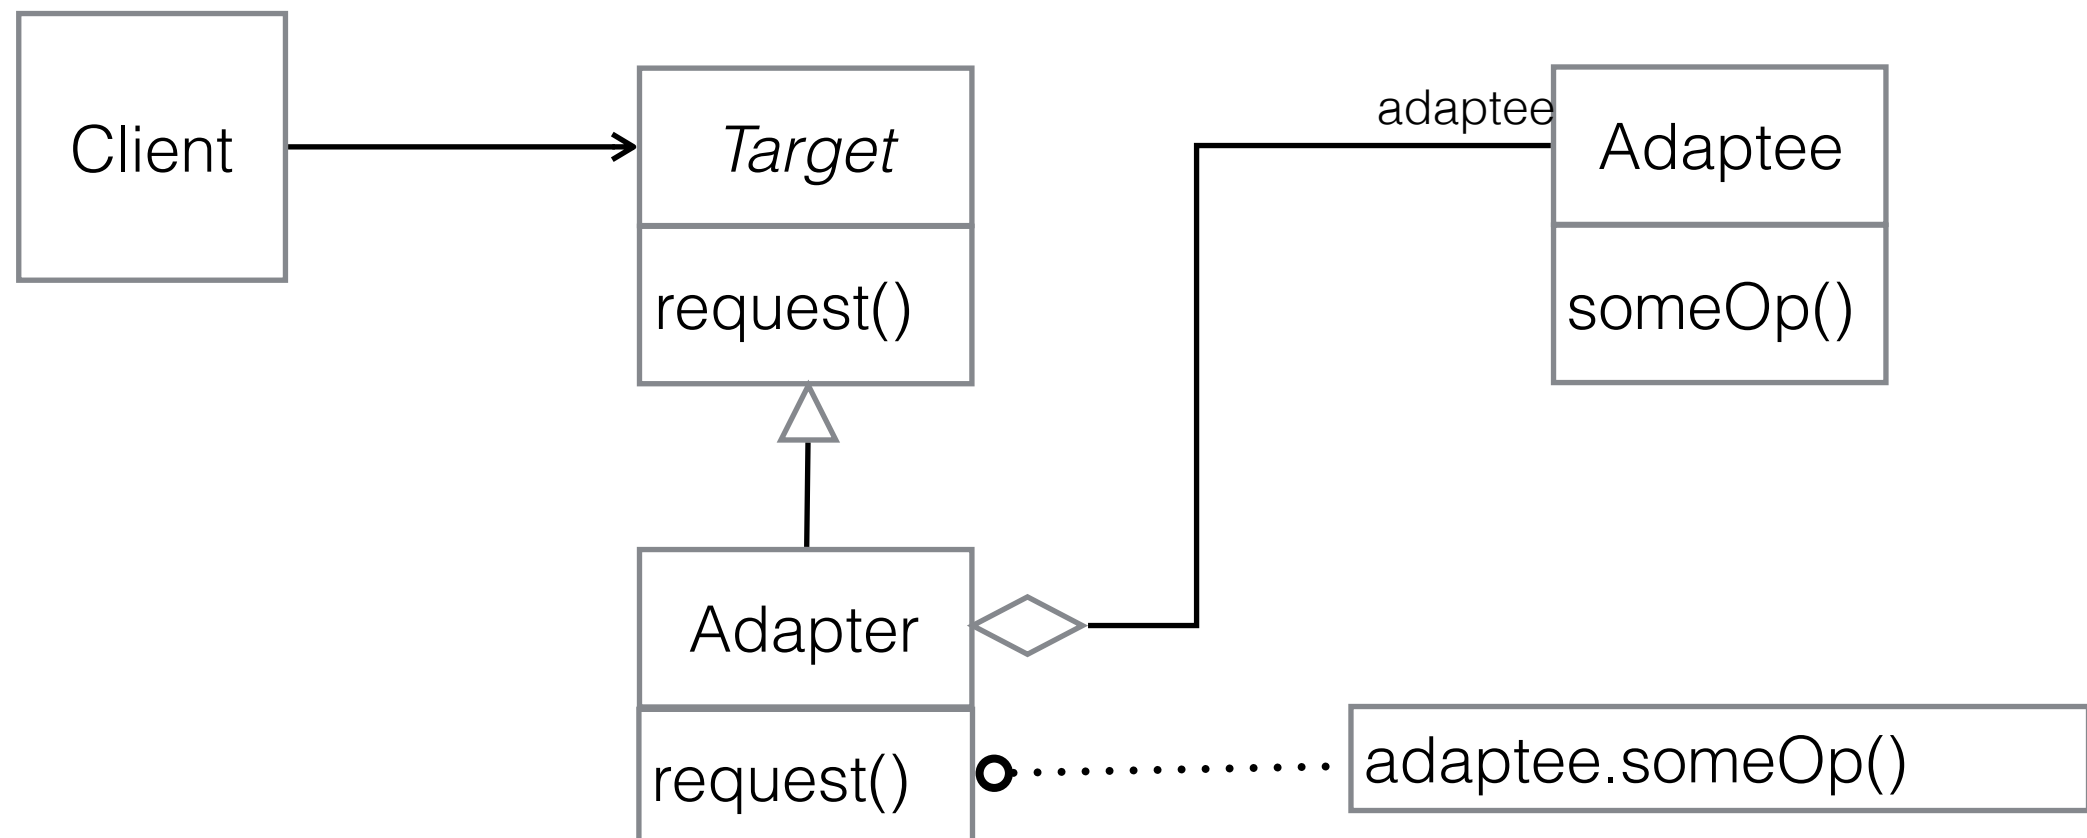 Client
Target
request()
adaptee
Adaptee
someOp()
Adapter
request()
adaptee.someOp()